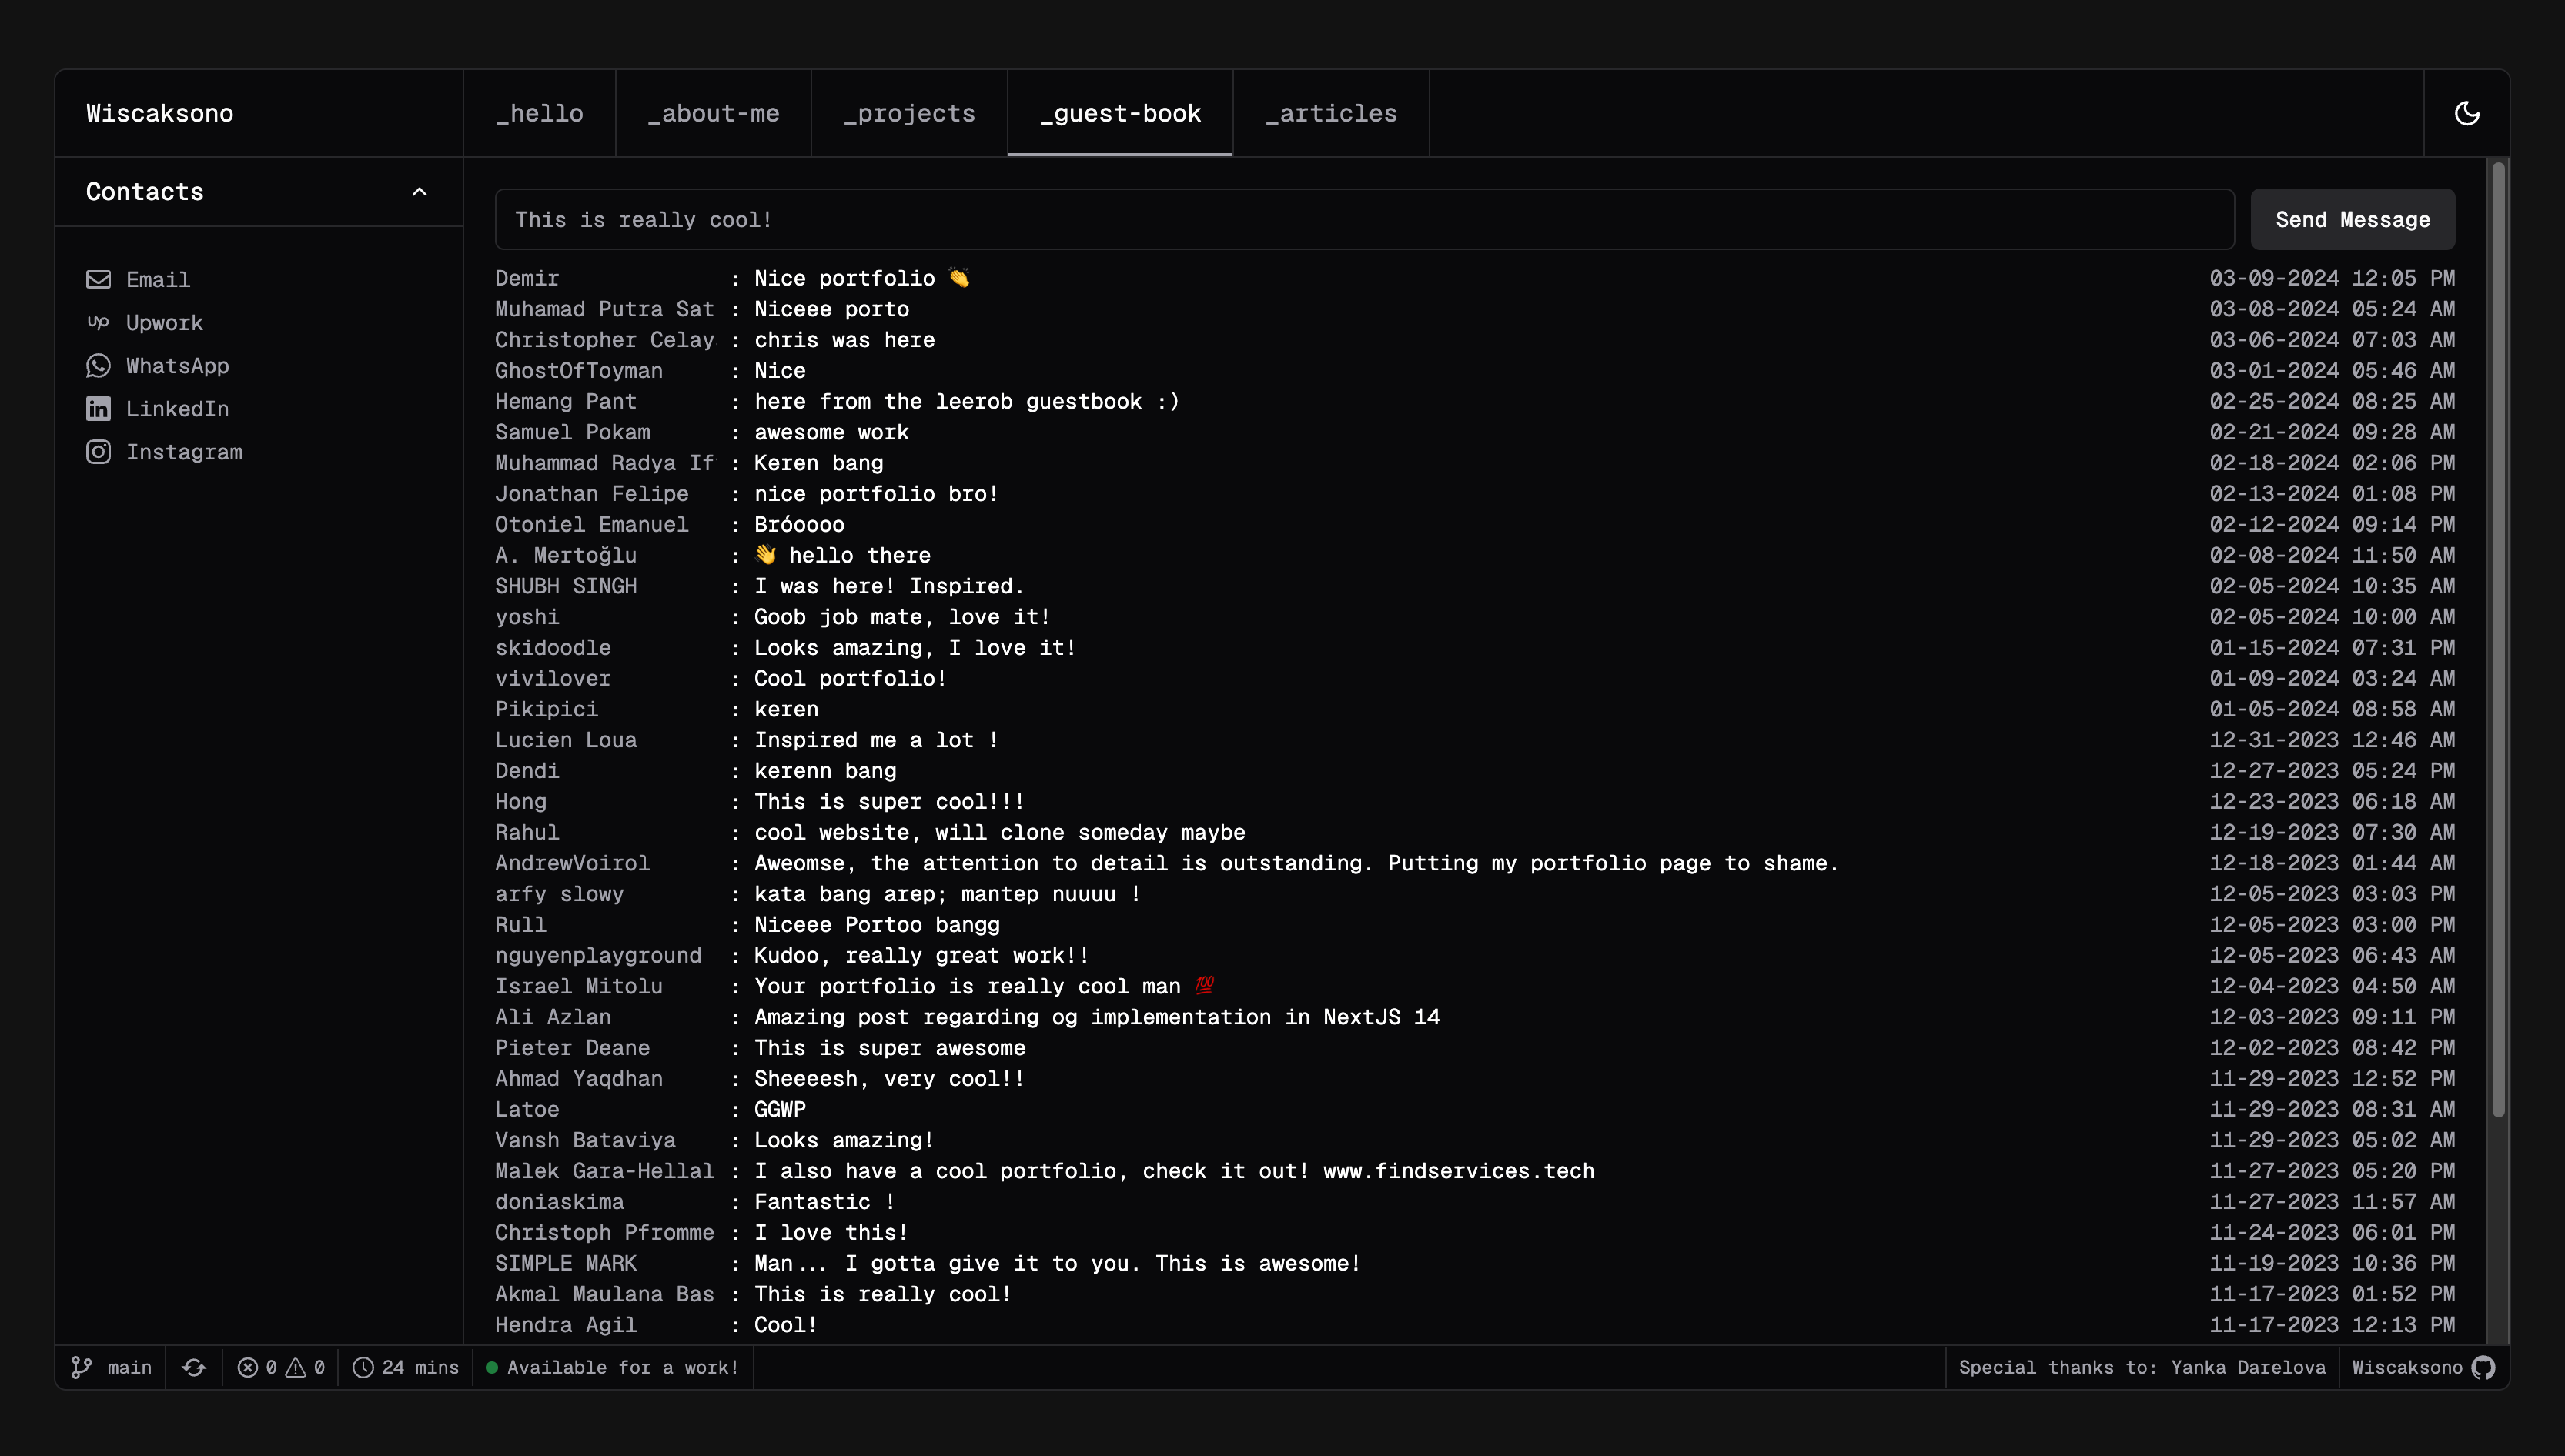 Wiscaksono _hello _about-me _projects _guest-book _articles
Contacts
Email
Upwork
WhatsApp
LinkedIn
Instagram
This is really cool! Send Message
Demir : Nice portfolio 👏 03-09-2024 12:05 PM
Muhamad Putra Sat : Niceee porto 03-08-2024 05:24 AM
Christopher Celay : chris was here 03-06-2024 07:03 AM
GhostOfToyman : Nice 03-01-2024 05:46 AM
Hemang Pant : here from the leerob guestbook :) 02-25-2024 08:25 AM
Samuel Pokam : awesome work 02-21-2024 09:28 AM
Muhammad Radya If : Keren bang 02-18-2024 02:06 PM
Jonathan Felipe : nice portfolio bro! 02-13-2024 01:08 PM
Otoniel Emanuel : Bróoooo 02-12-2024 09:14 PM
A. Mertoğlu : 👋 hello there 02-08-2024 11:50 AM
SHUBH SINGH : I was here! Inspired. 02-05-2024 10:35 AM
yoshi : Goob job mate, love it! 02-05-2024 10:00 AM
skidoodle : Looks amazing, I love it! 01-15-2024 07:31 PM
vivilover : Cool portfolio! 01-09-2024 03:24 AM
Pikipici : keren 01-05-2024 08:58 AM
Lucien Loua : Inspired me a lot ! 12-31-2023 12:46 AM
Dendi : kerenn bang 12-27-2023 05:24 PM
Hong : This is super cool!!! 12-23-2023 06:18 AM
Rahul : cool website, will clone someday maybe 12-19-2023 07:30 AM
AndrewVoirol : Aweomse, the attention to detail is outstanding. Putting my portfolio page to shame. 12-18-2023 01:44 AM
arfy slowy : kata bang arep; mantep nuuuu ! 12-05-2023 03:03 PM
Rull : Niceee Portoo bangg 12-05-2023 03:00 PM
nguyenplayground : Kudoo, really great work!! 12-05-2023 06:43 AM
Israel Mitolu : Your portfolio is really cool man 💯 12-04-2023 04:50 AM
Ali Azlan : Amazing post regarding og implementation in NextJS 14 12-03-2023 09:11 PM
Pieter Deane : This is super awesome 12-02-2023 08:42 PM
Ahmad Yaqdhan : Sheeeesh, very cool!! 11-29-2023 12:52 PM
Latoe : GGWP 11-29-2023 08:31 AM
Vansh Bataviya : Looks amazing! 11-29-2023 05:02 AM
Malek Gara-Hellal : I also have a cool portfolio, check it out! www.findservices.tech 11-27-2023 05:20 PM
doniaskima : Fantastic ! 11-27-2023 11:57 AM
Christoph Pfromme : I love this! 11-24-2023 06:01 PM
SIMPLE MARK : Man... I gotta give it to you. This is awesome! 11-19-2023 10:36 PM
Akmal Maulana Bas : This is really cool! 11-17-2023 01:52 PM
Hendra Agil : Cool! 11-17-2023 12:13 PM
main 0 0 24 mins Available for a work! Special thanks to: Yanka Darelova Wiscaksono